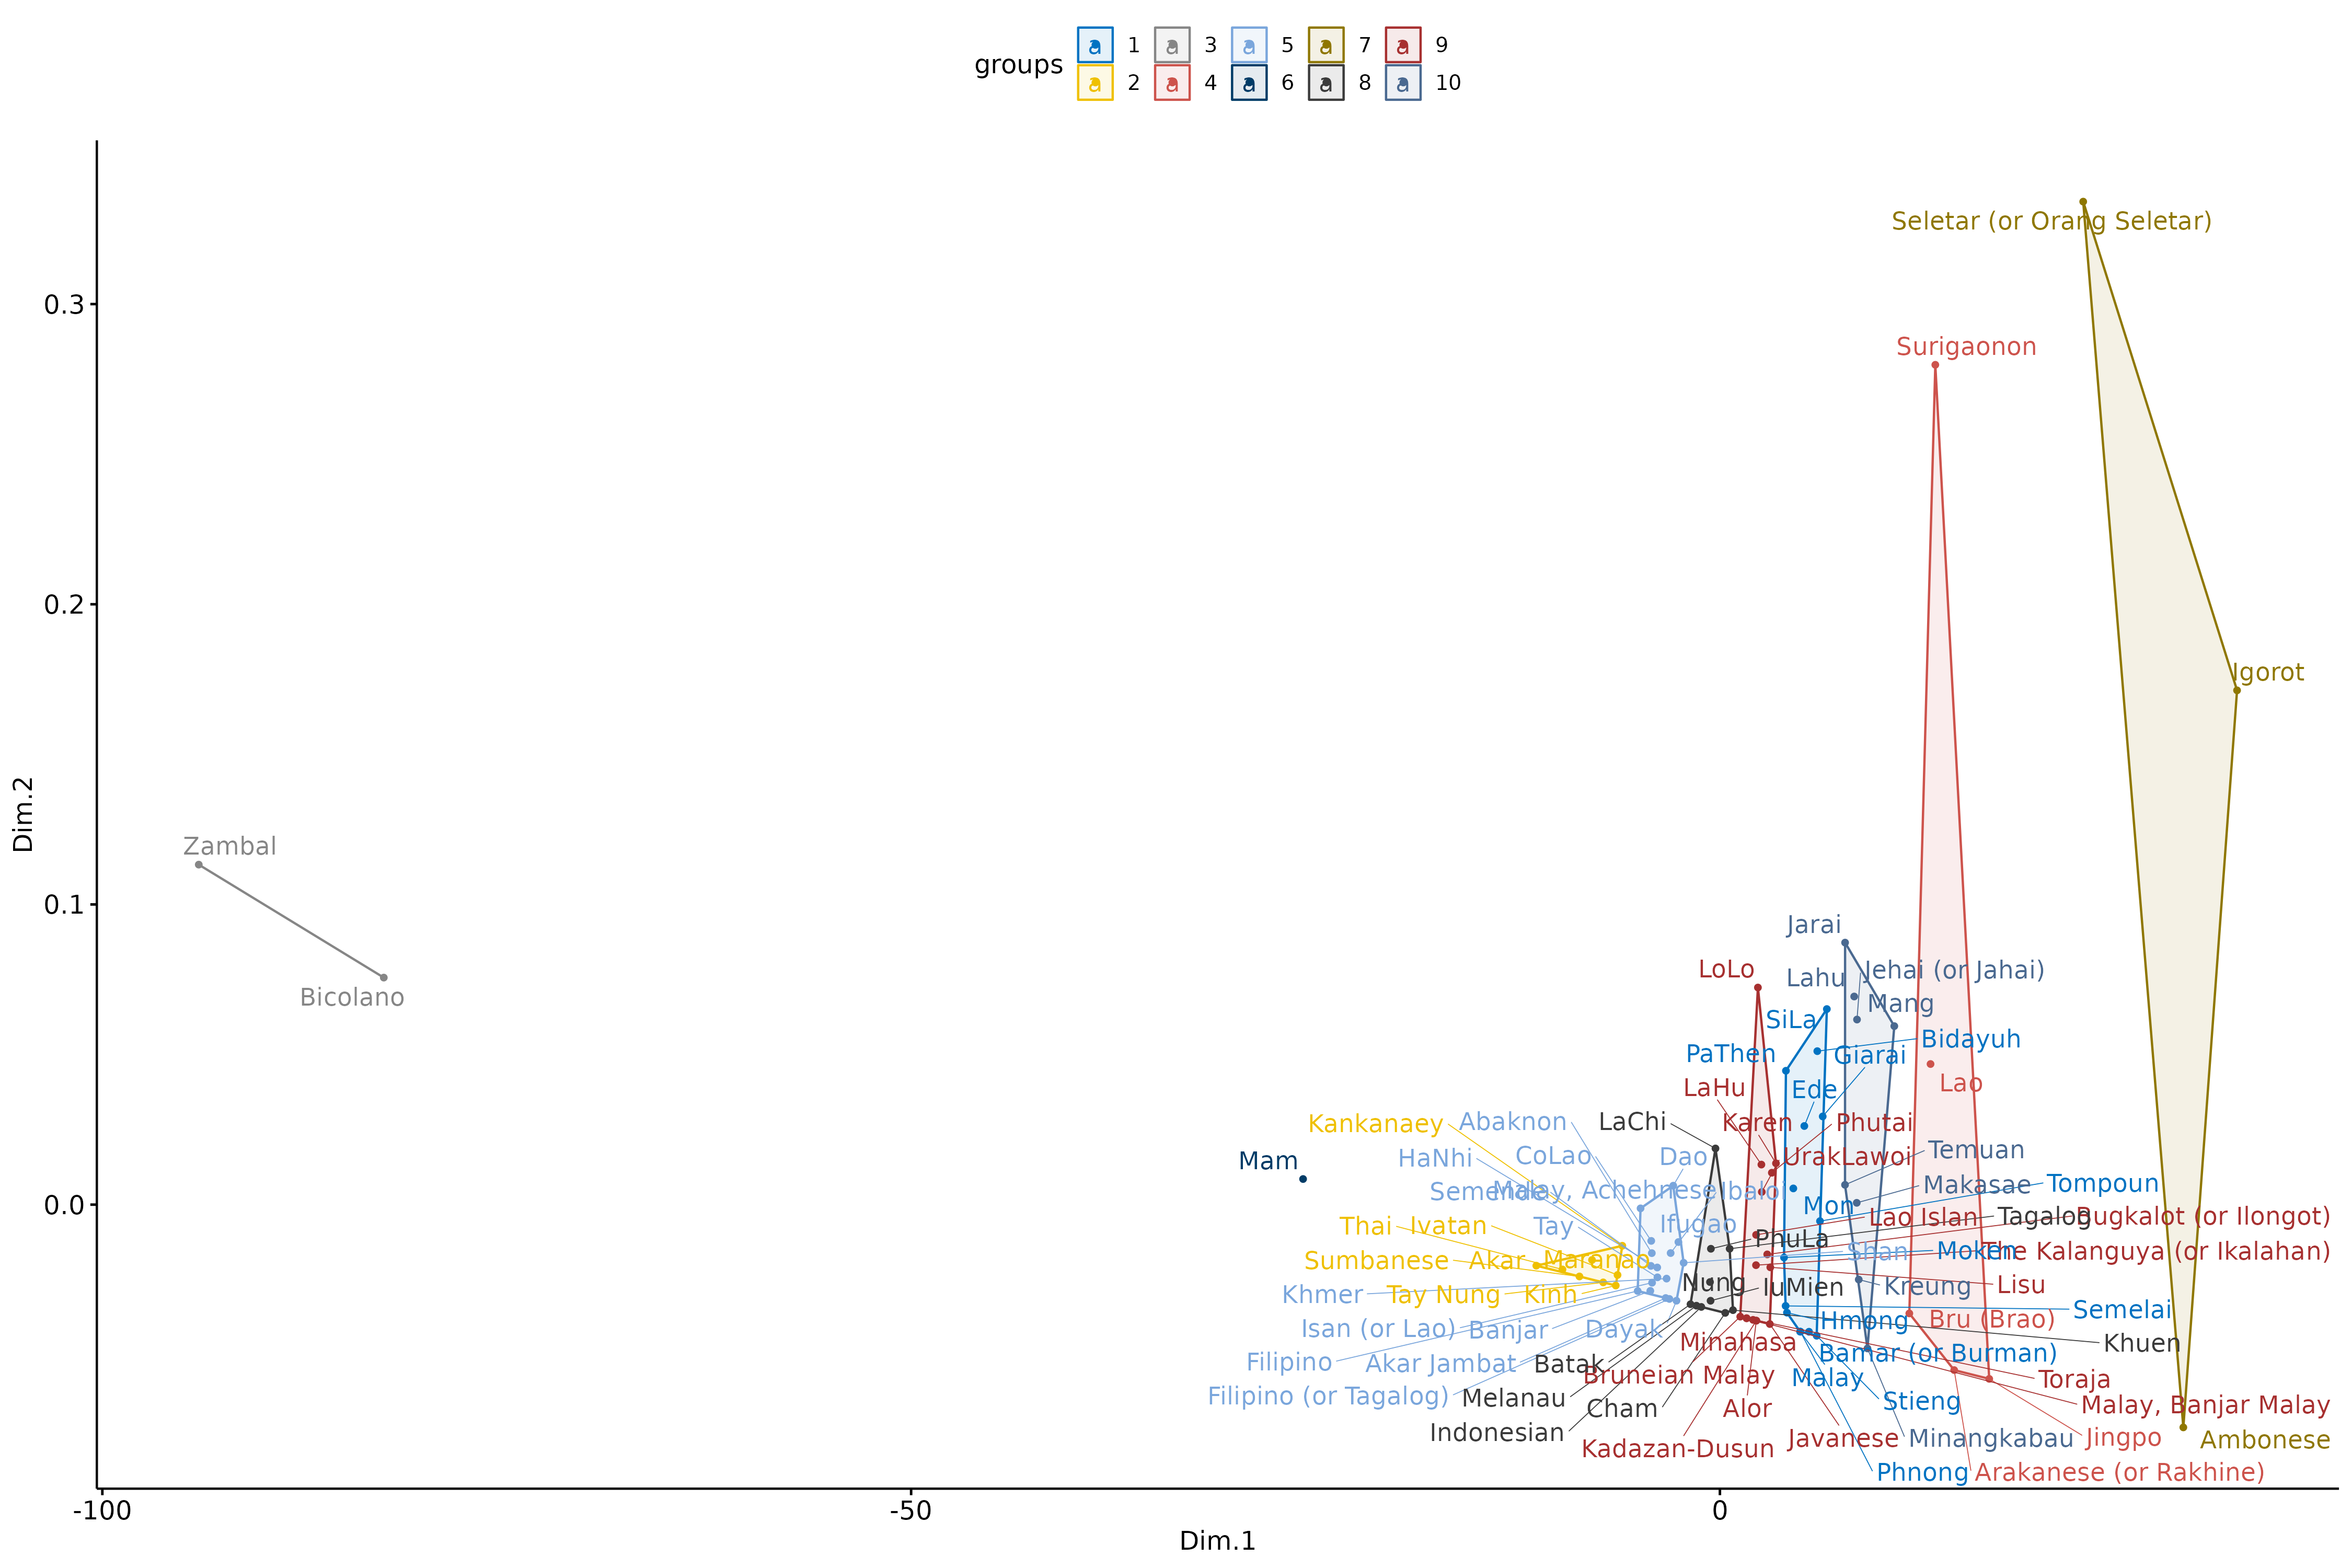 groups
a 1 a 3 a 5 a 7 a 9
a 2 a 4 a 6 a 8 a 10
Seletar (or Orang Seletar)
0.3
Surigaonon
0.2
Igorot
Dim.2
Zambal
0.1
Bicolano
Jarai
LoLo
Lahu
Jehai (or Jahai)
Mang
SiLa
Bidayuh
PaThen
Giarai
LaHu
Ede
Lao
Kankanaey
Abaknon
LaChi
Karen
Phutai
Mam
HaNhi
CoLao
Dao
UrakLawoi
Temuan
Semende
Malay, Achehnese
Ibaloi
Makasae
Tompoun
0.0
Mon
Thai
Ivatan
Tay
Ifugao
Lao Islan
Tagalog
Bugkalot (or Ilongot)
PhuLa
Sumbanese
Akar
Maranao
Shan
Moken
The Kalanguya (or Ikalahan)
Khmer
Tay Nung
Kinh
Nung
IuMien
Kreung
Lisu
Isan (or Lao)
Banjar
Dayak
Hmong
Bru (Brao)
Semelai
Minahasa
Khuen
Filipino
Akar Jambat
Batak
Bamar (or Burman)
Bruneian Malay
Malay
Toraja
Filipino (or Tagalog)
Melanau
Cham
Alor
Stieng
Malay, Banjar Malay
Indonesian
Kadazan-Dusun
Javanese
Minangkabau
Jingpo
Ambonese
Phnong
Arakanese (or Rakhine)
-100
-50
0
Dim.1